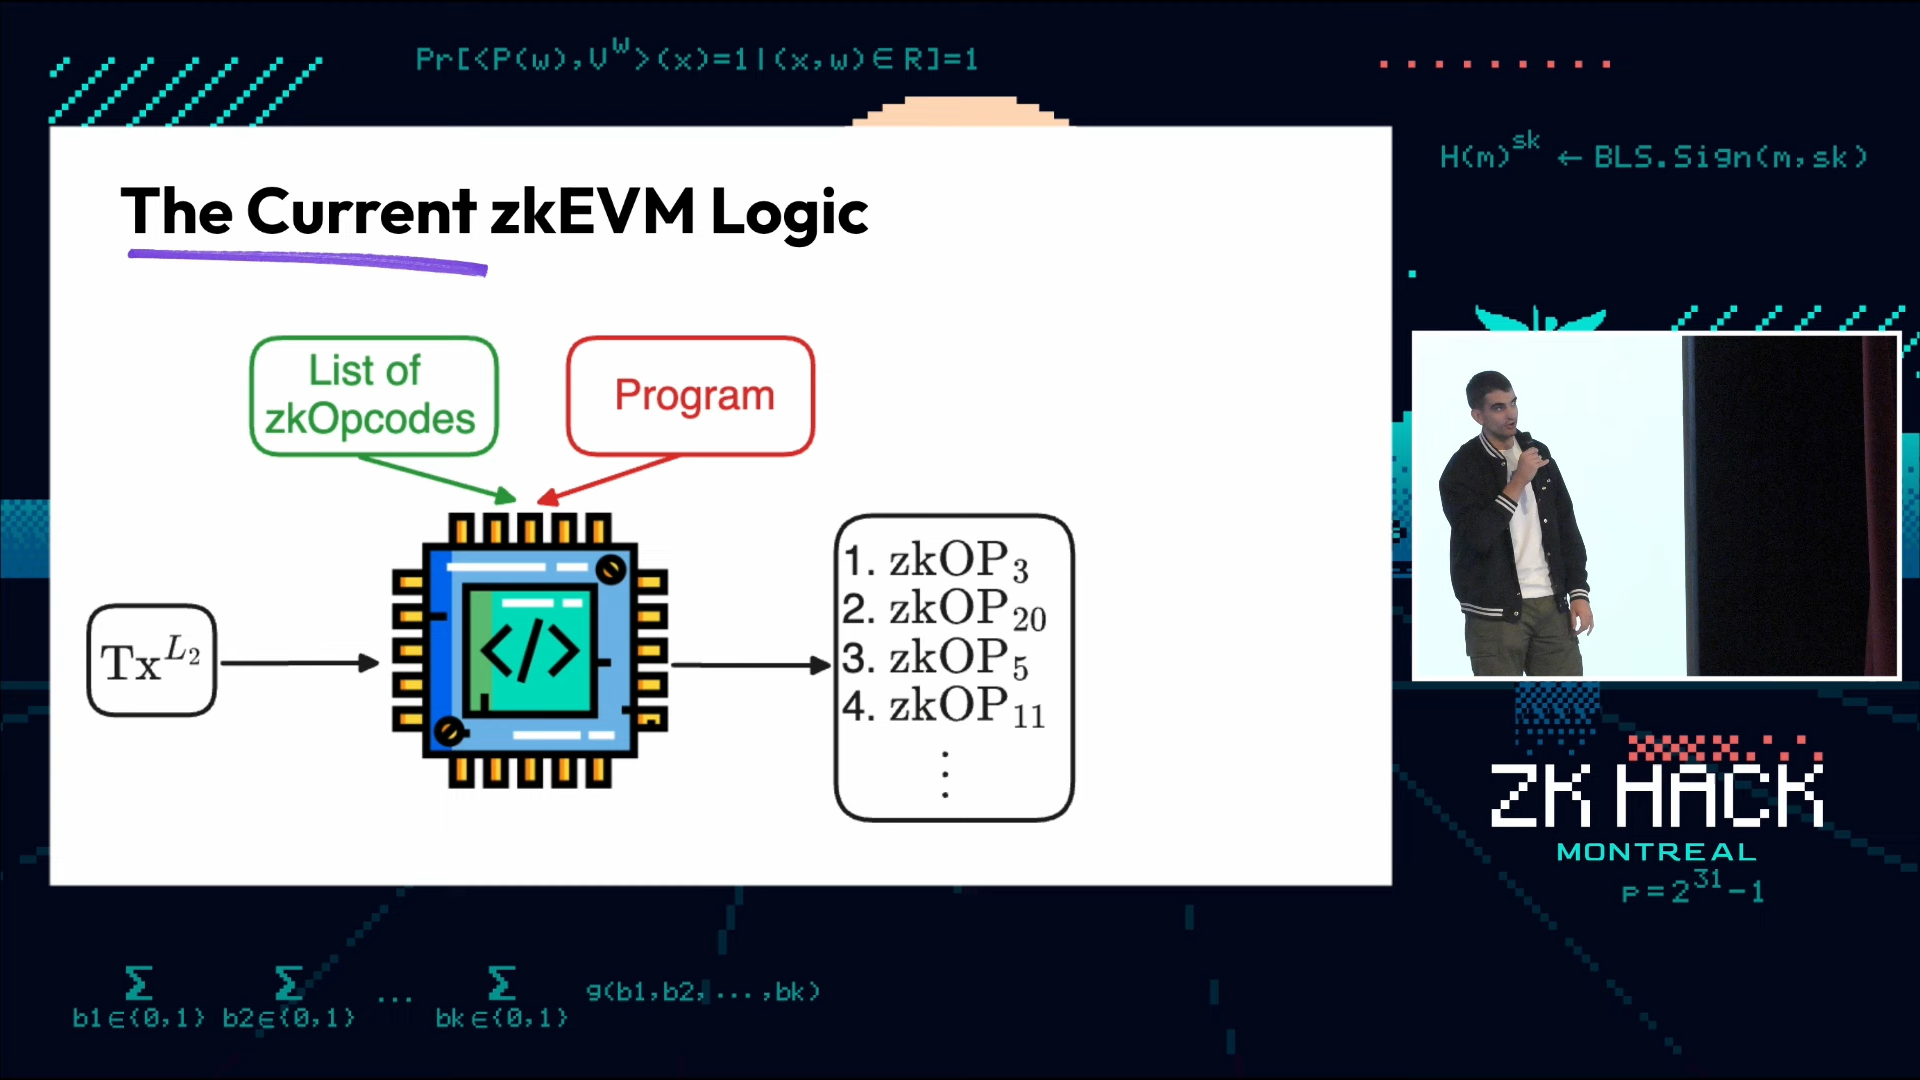 Pr[<P(w),V^w>(x)=1|(x,w)∈R]=1
H(m)^sk ← BLS.Sign(m,sk)
The Current zkEVM Logic
List of
zkOpcodes
Program
Tx^L₂
</>
1. zkOP₃
2. zkOP₂₀
3. zkOP₅
4. zkOP₁₁
⋮
ZK HACK
MONTREAL
p=2^31-1
Σ Σ ... Σ g(b1,b2,...,bk)
b1∈{0,1} b2∈{0,1} bk∈{0,1}